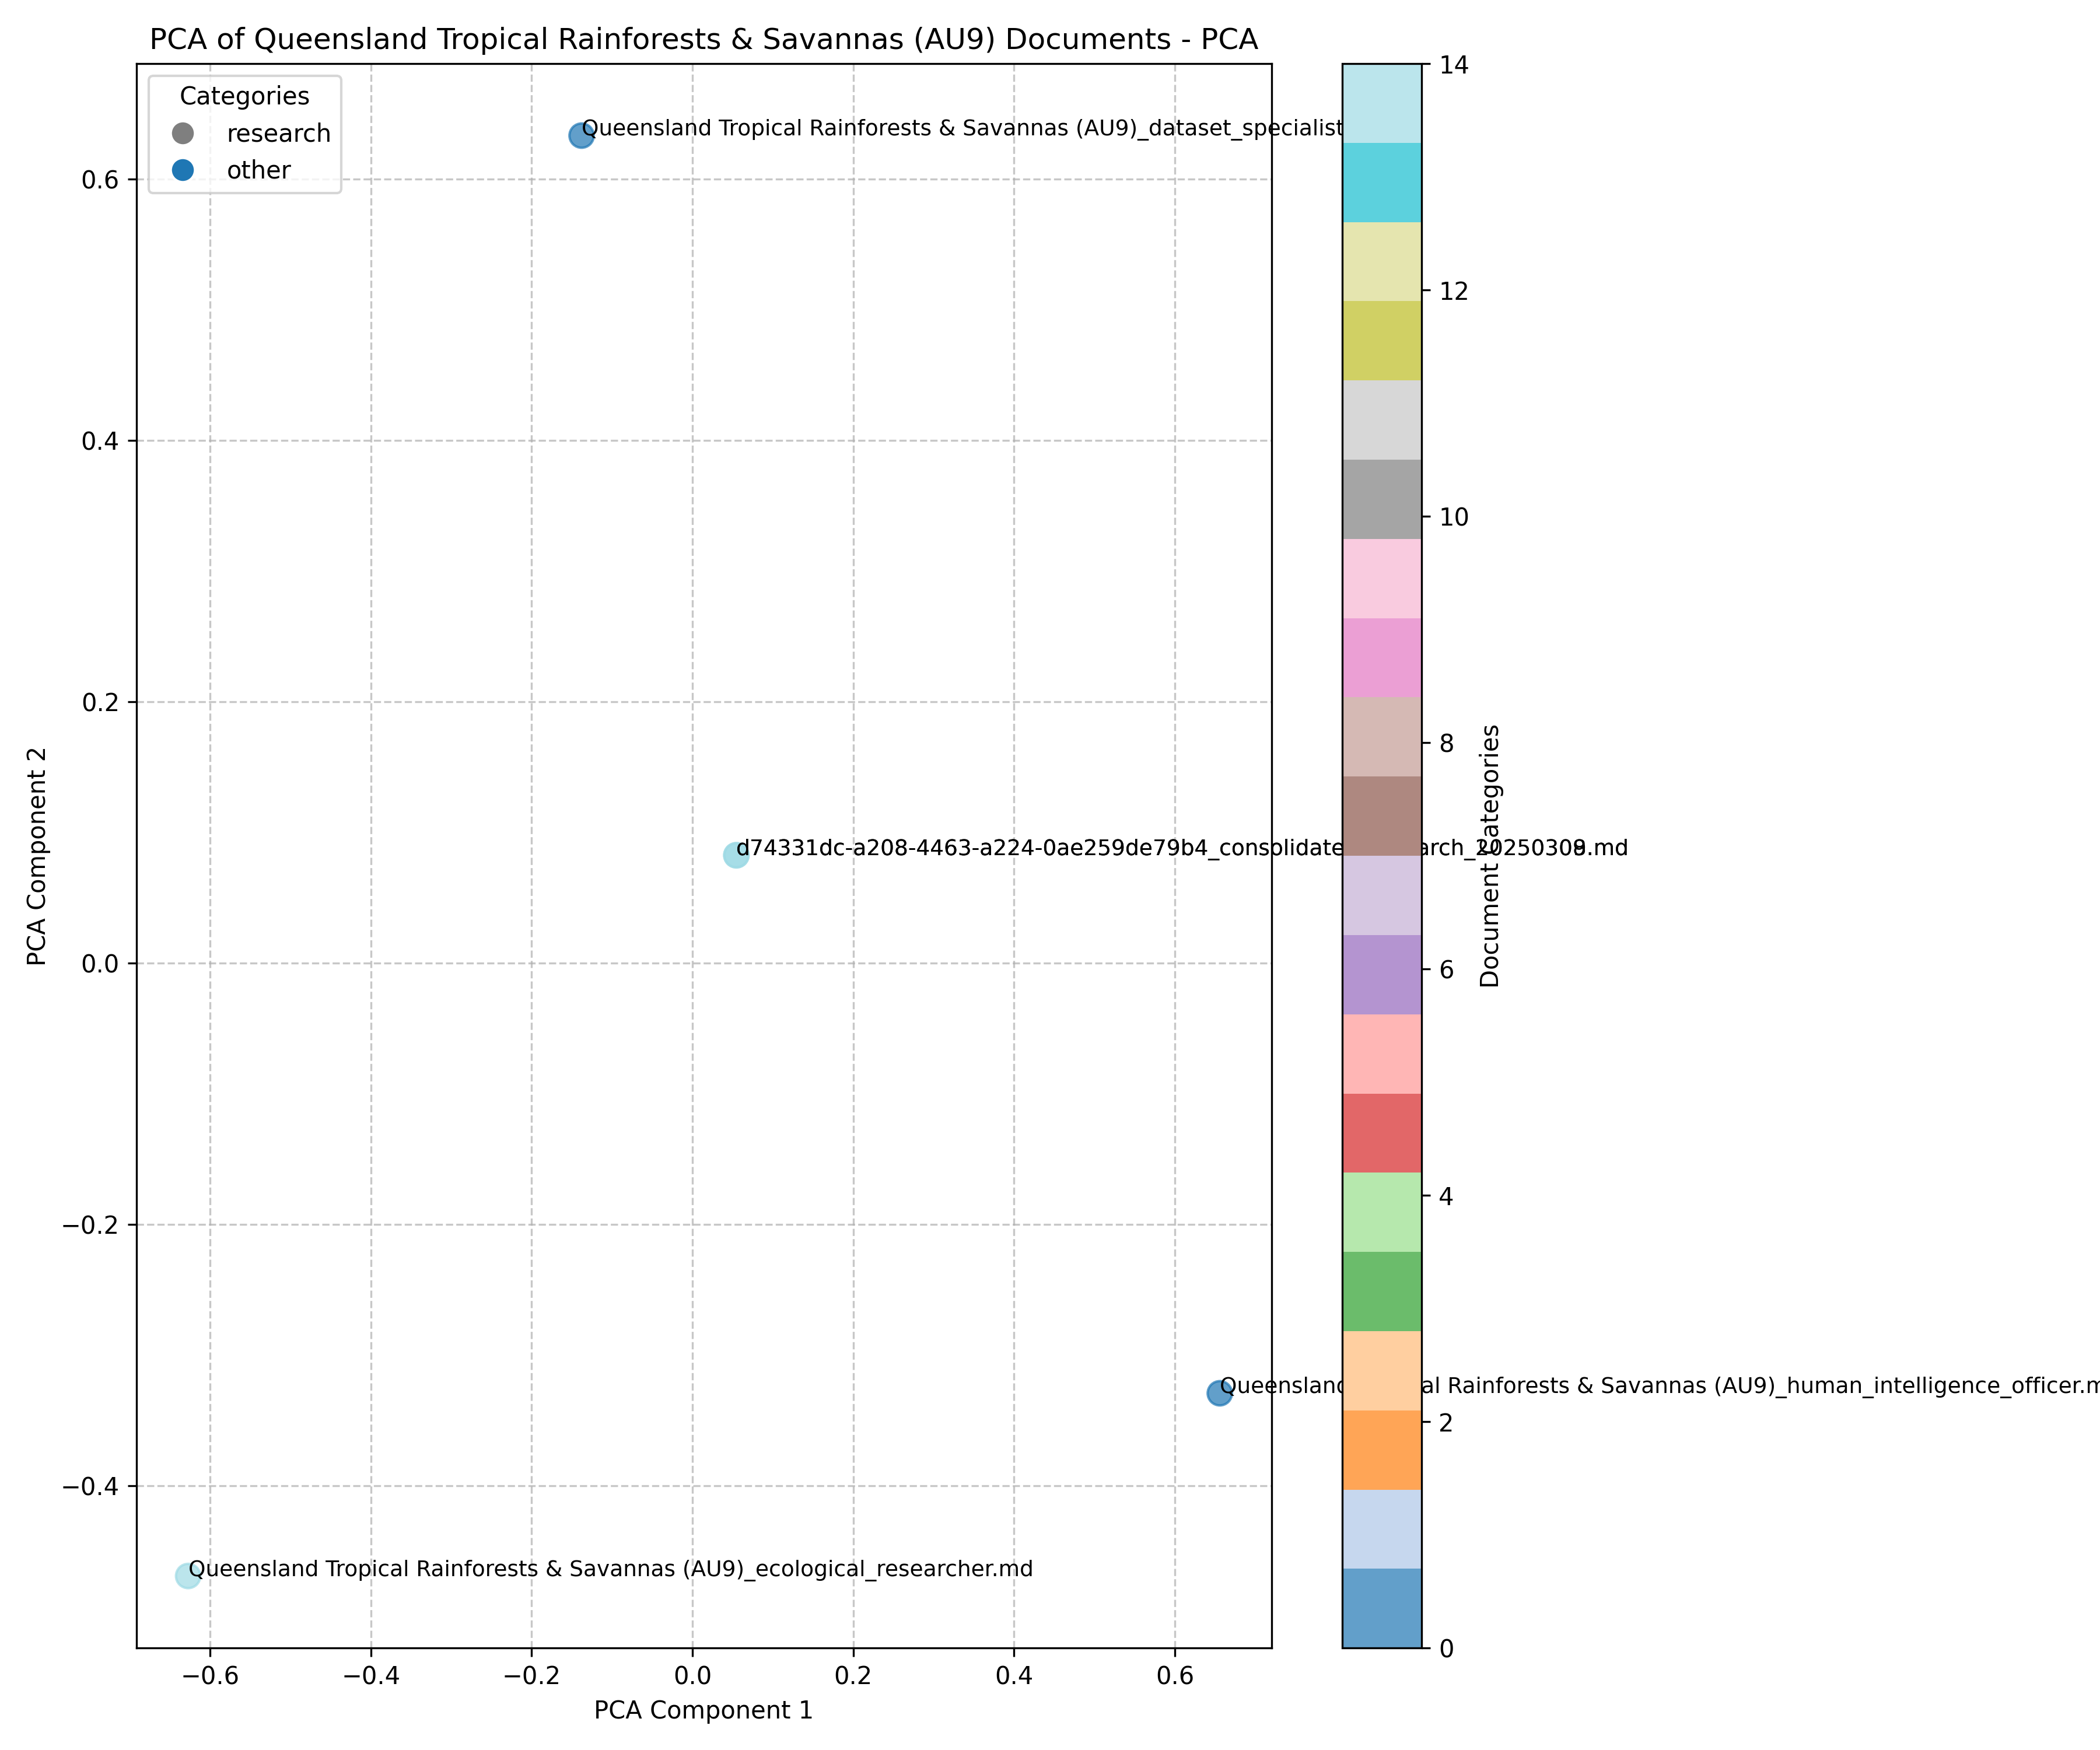 PCA of Queensland Tropical Rainforests & Savannas (AU9) Documents - PCA
Categories
research
other
Queensland Tropical Rainforests & Savannas (AU9)_dataset_specialist
d74331dc-a208-4463-a224-0ae259de79b4_consolidate arch_2025030 .md
Queensland al Rainforests & Savannas (AU9)_human_intelligence_officer.m
Queensland Tropical Rainforests & Savannas (AU9)_ecological_researcher.md
0.6
0.4
0.2
0.0
−0.2
−0.4
PCA Component 2
−0.6
−0.4
−0.2
0.0
0.2
0.4
0.6
PCA Component 1
14
12
10
8
6
4
2
0
Document Categories